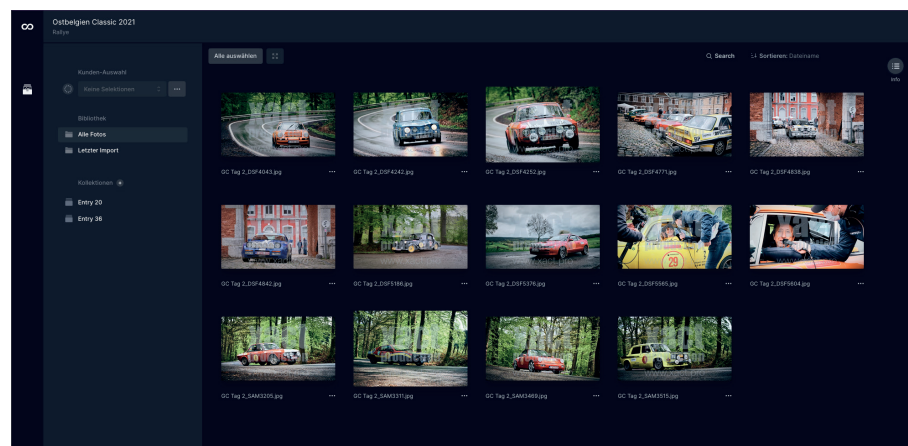 Ostbelgien Classic 2021
Rallye
Alle auswählen
Search
Sortieren: Dateiname
Info
Kunden-Auswahl
Keine Selektionen
Bibliothek
Alle Fotos
Letzter Import
Kollektionen
Entry 20
Entry 36
GC Tag 2_DSF4043.jpg
GC Tag 2_DSF4242.jpg
GC Tag 2_DSF4252.jpg
GC Tag 2_DSF4771.jpg
GC Tag 2_DSF4838.jpg
GC Tag 2_DSF4842.jpg
GC Tag 2_DSF5186.jpg
GC Tag 2_DSF5376.jpg
GC Tag 2_DSF5565.jpg
GC Tag 2_DSF5604.jpg
29
GC Tag 2_SAM3205.jpg
GC Tag 2_SAM3311.jpg
GC Tag 2_SAM3469.jpg
GC Tag 2_SAM3515.jpg